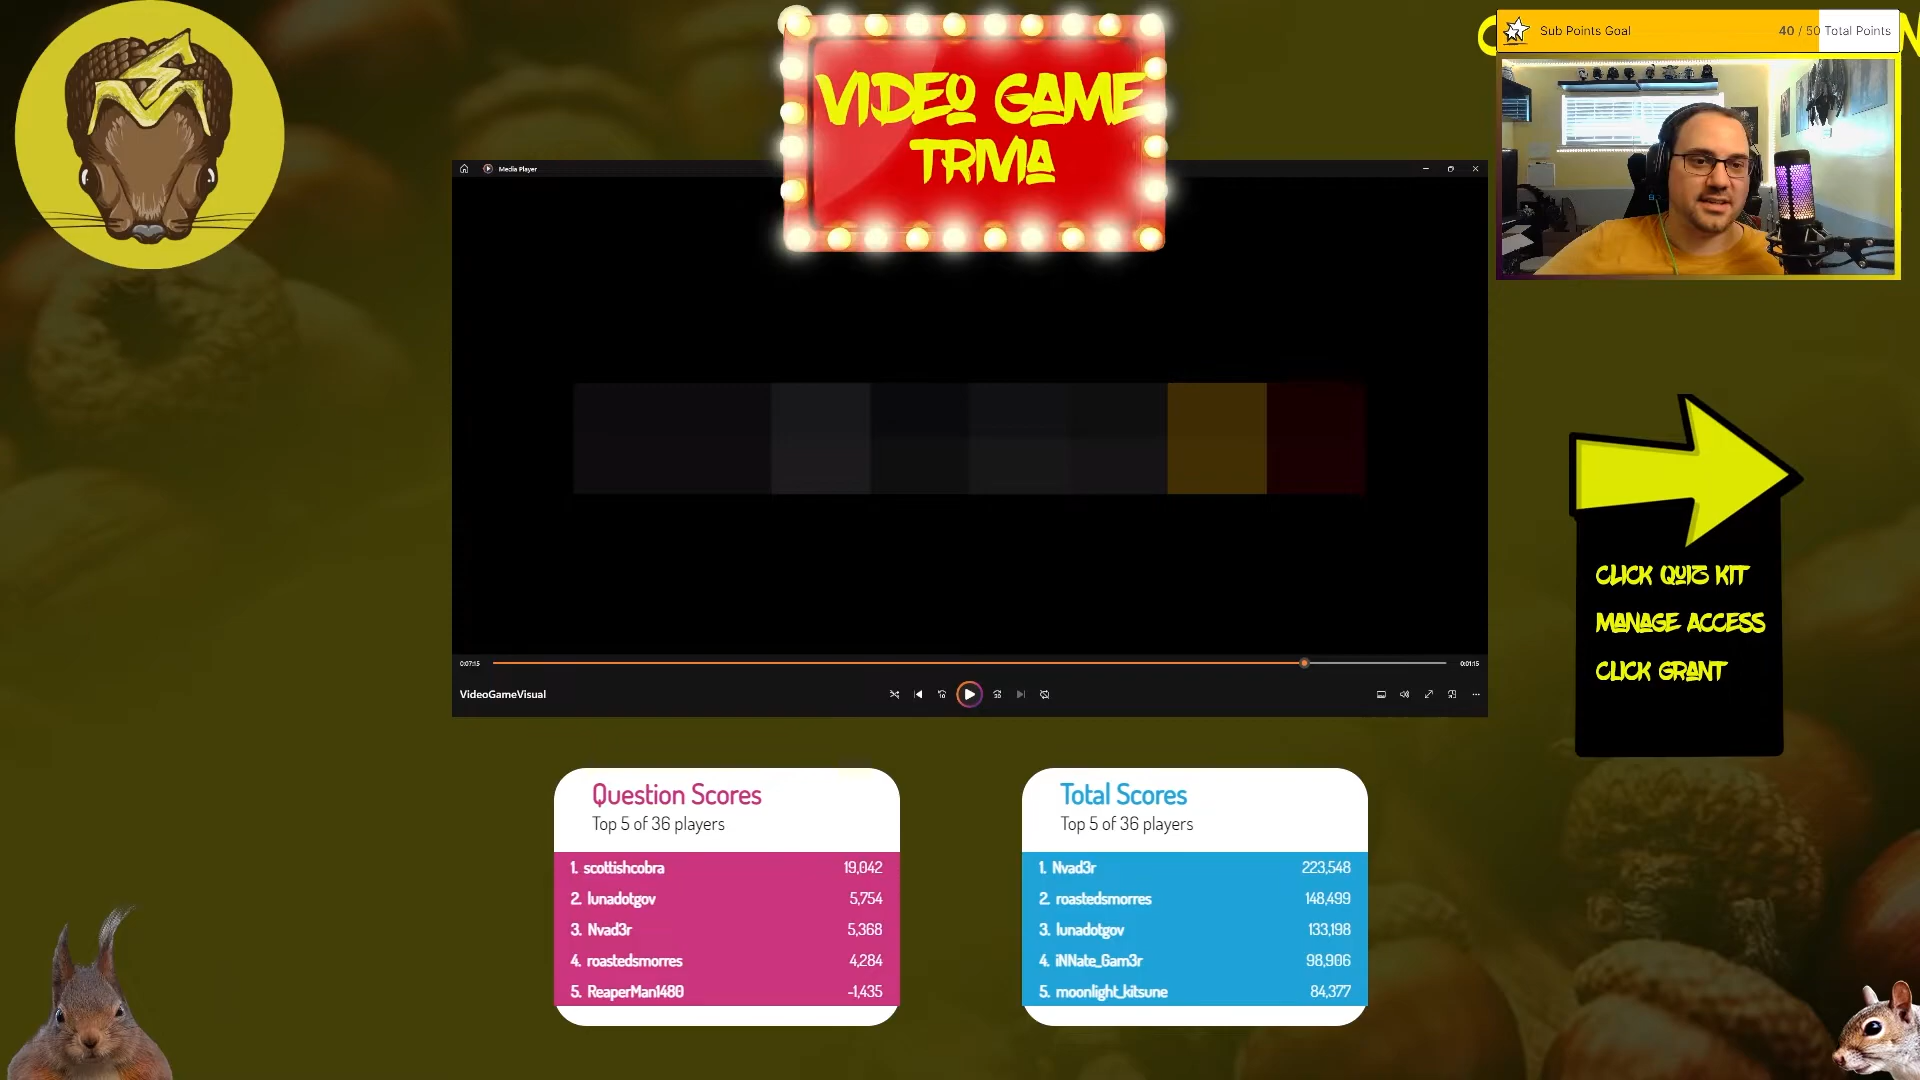 Sub Points Goal
40 / 50 Total Points
VIDEO GAME
TRIVIA
Media Player
0:07:15
0:01:15
VideoGameVisual
CLICK QUIZ KIT
MANAGE ACCESS
CLICK GRANT
Question Scores
Top 5 of 36 players
1. scottishcobra 19,042
2. lunadotgov 5,754
3. Nvad3r 5,368
4. roastedsmorres 4,284
5. ReaperMan1480 -1,435
Total Scores
Top 5 of 36 players
1. Nvad3r 223,548
2. roastedsmorres 148,499
3. lunadotgov 133,198
4. iNNate_Gam3r 98,906
5. moonlight_kitsune 84,377